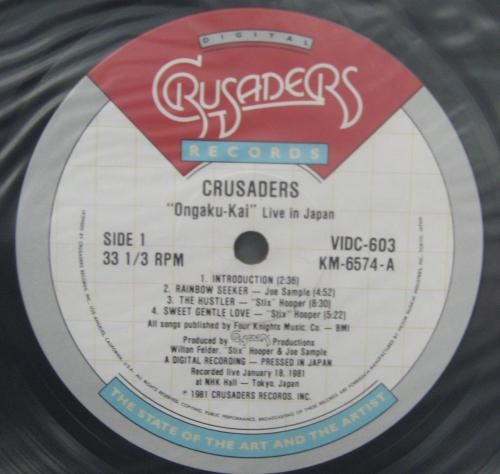 DIGITAL
CRUSADERS
RECORDS
CRUSADERS
"Ongaku-Kai" Live in Japan
SIDE 1
33 1/3 RPM
VIDC-603
KM-6574-A
1. INTRODUCTION (2:36)
2. RAINBOW SEEKER — Joe Sample (4:52)
3. THE HUSTLER — "Stix" Hooper (8:30)
4. SWEET GENTLE LOVE — "Stix" Hooper (5:22)
All songs published by Four Knights Music, Co. — BMI
Produced by Crusaders Productions
Wilton Felder, "Stix" Hooper & Joe Sample
A DIGITAL RECORDING — PRESSED IN JAPAN
Recorded live January 18, 1981
at NHK Hall — Tokyo, Japan
℗ 1981 CRUSADERS RECORDS, INC.
THE STATE OF THE ART AND THE ARTIST